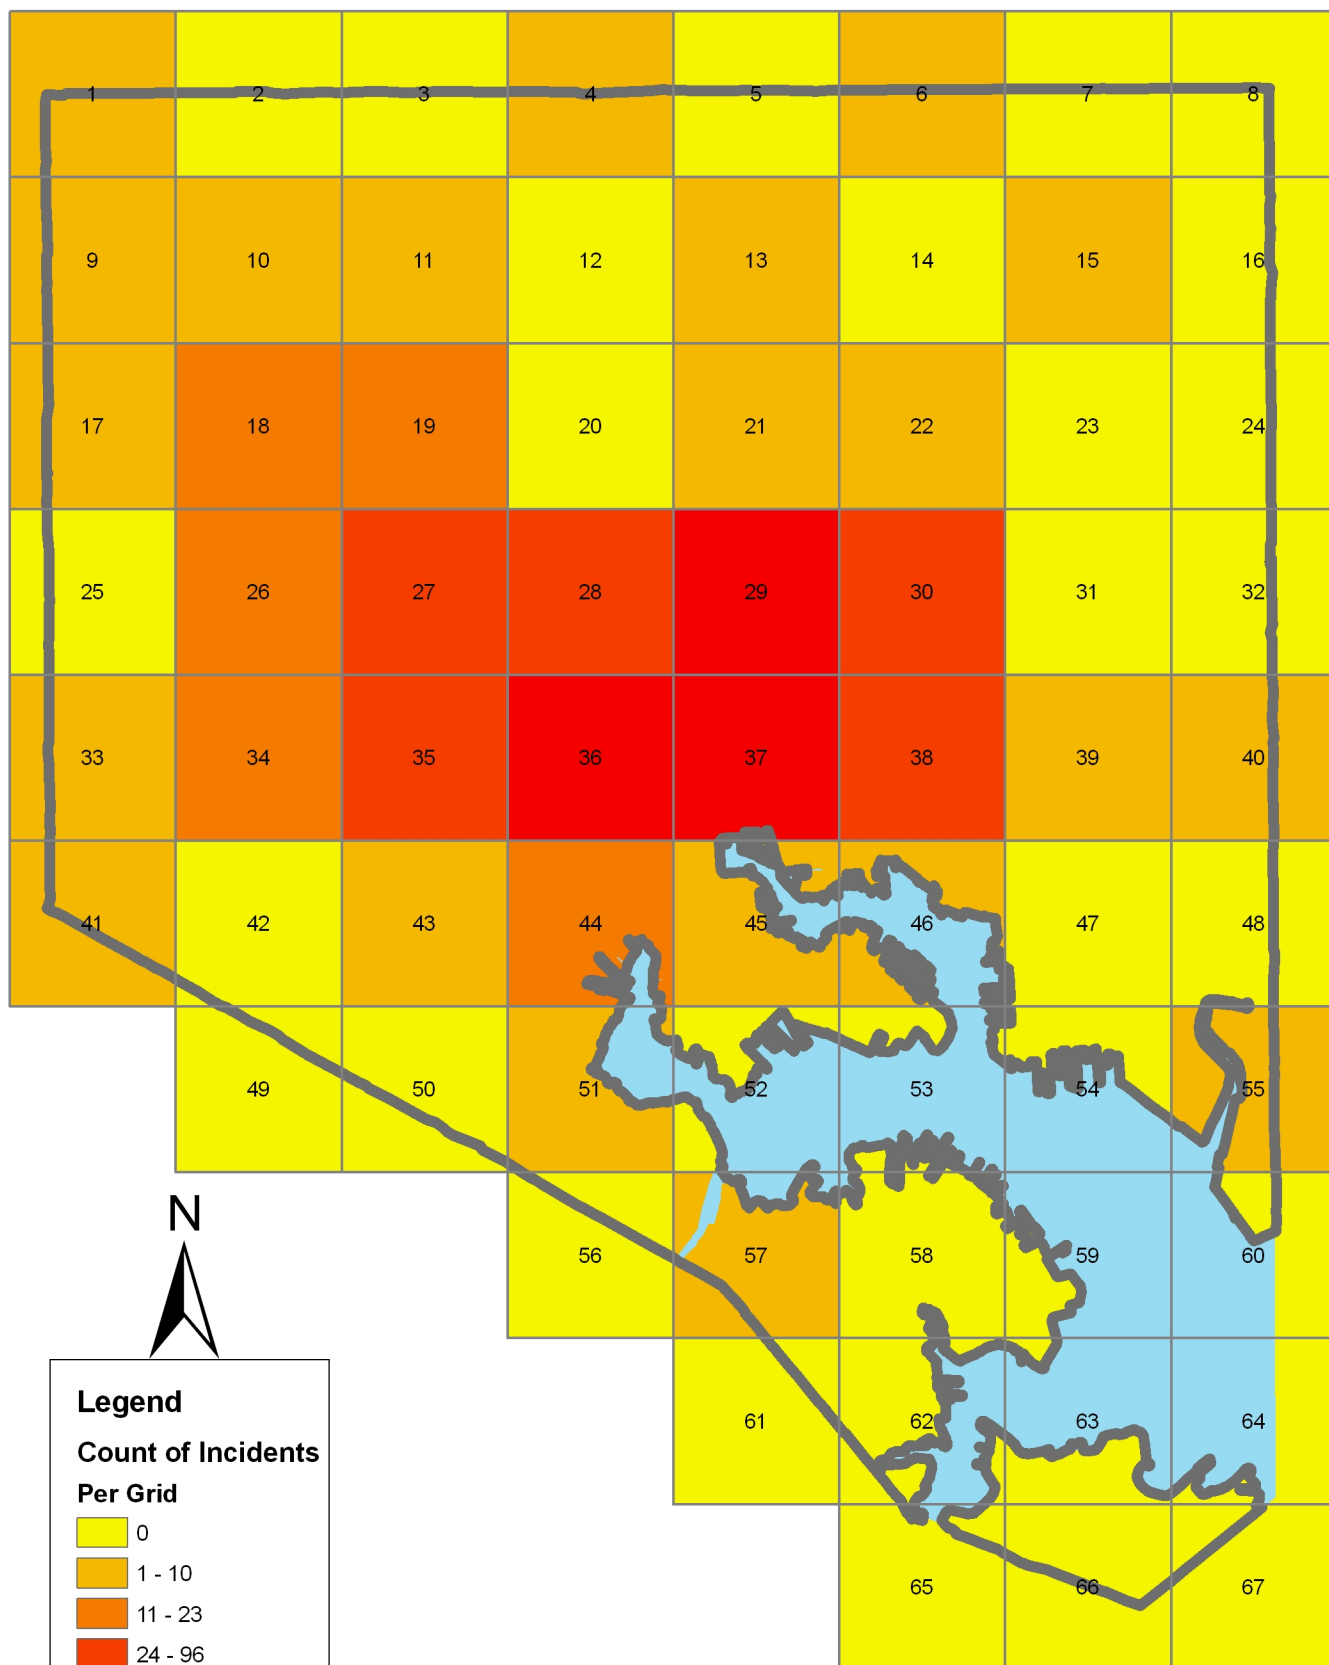 1 2 3 4 5 6 7 8
9 10 11 12 13 14 15 16
17 18 19 20 21 22 23 24
25 26 27 28 29 30 31 32
33 34 35 36 37 38 39 40
41 42 43 44 45 46 47 48
49 50 51 52 53 54 55
56 57 58 59 60
61 62 63 64
65 66 67
N
Legend
Count of Incidents
Per Grid
0
1 - 10
11 - 23
24 - 96